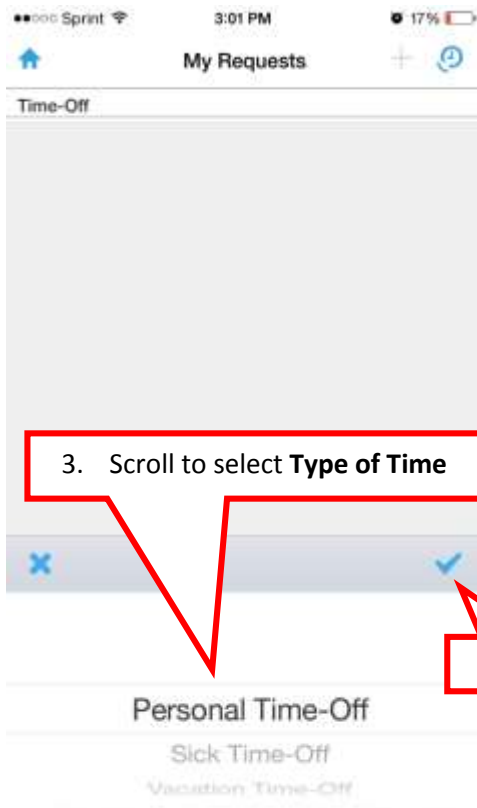 Sprint 3:01 PM 17%
My Requests
Time-Off
3. Scroll to select Type of Time
Personal Time-Off
Sick Time-Off
Vacation Time-Off